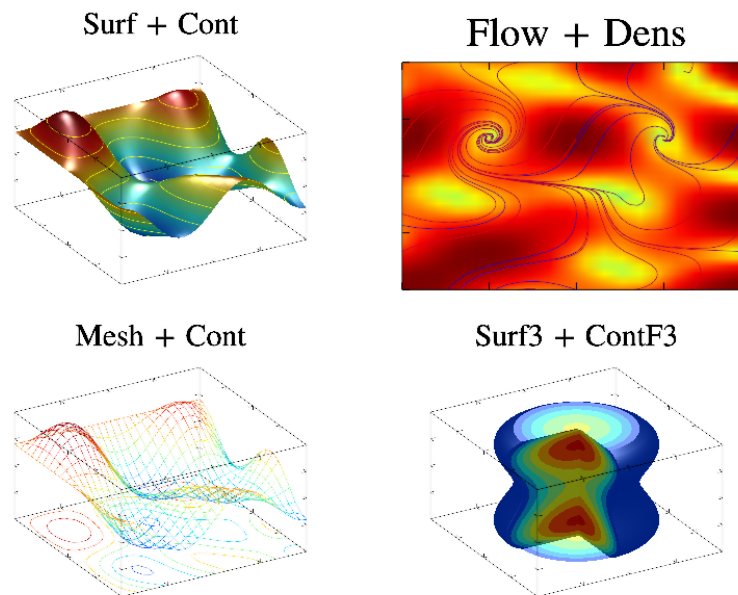 Surf + Cont
Flow + Dens
Mesh + Cont
Surf3 + ContF3